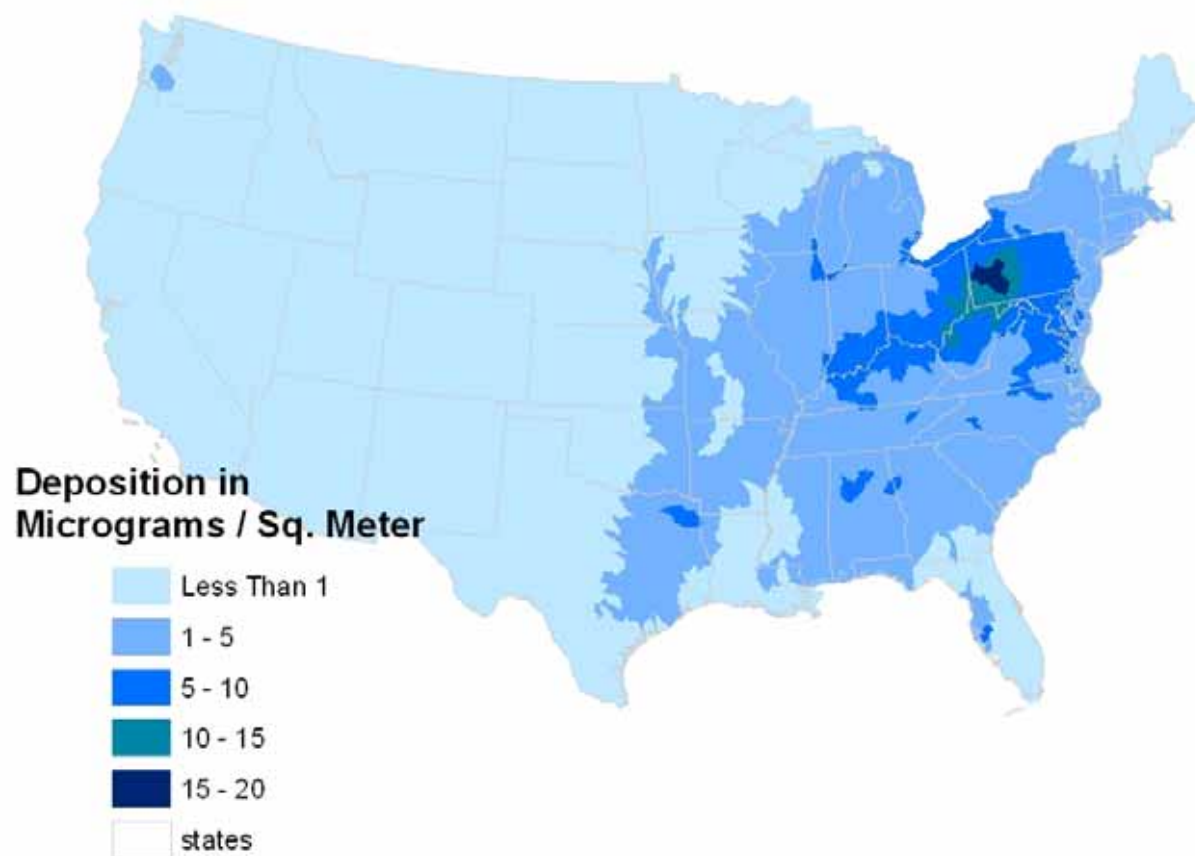 Deposition in
Micrograms / Sq. Meter
Less Than 1
1 - 5
5 - 10
10 - 15
15 - 20
states